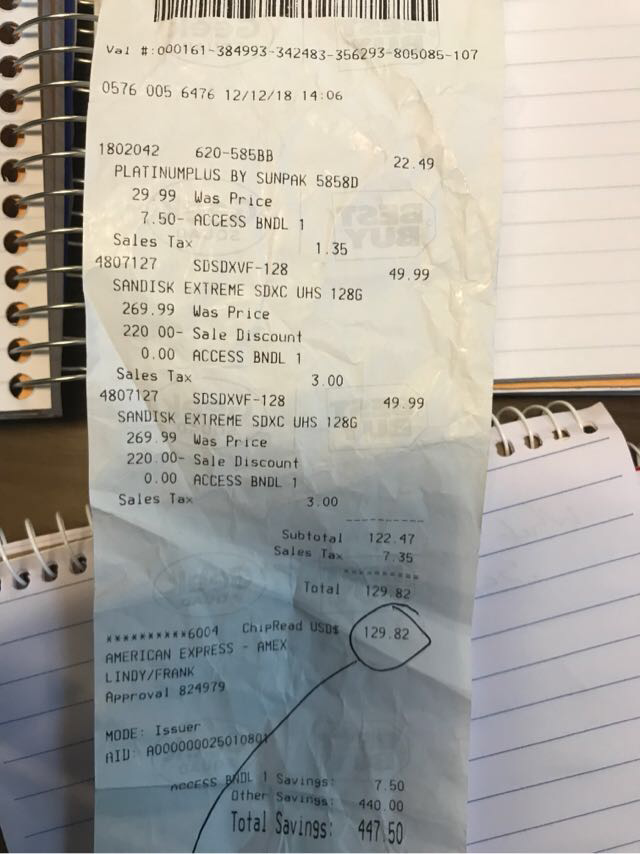 Val #:000161-384993-342483-356293-805085-107
0576 005 6476 12/12/18 14:06
1802042 620-585BB 22.49
PLATINUMPLUS BY SUNPAK 5858D
29.99 Was Price
7.50- ACCESS BNDL 1
Sales Tax 1.35
4807127 SDSDXVF-128 49.99
SANDISK EXTREME SDXC UHS 128G
269.99 Was Price
220.00- Sale Discount
0.00 ACCESS BNDL 1
Sales Tax 3.00
4807127 SDSDXVF-128 49.99
SANDISK EXTREME SDXC UHS 128G
269.99 Was Price
220.00- Sale Discount
0.00 ACCESS BNDL 1
Sales Tax 3.00
Subtotal 122.47
Sales Tax 7.35
Total 129.82
**********6004 ChipRead USD$ 129.82
AMERICAN EXPRESS - AMEX
LINDY/FRANK
Approval 824979
MODE: Issuer
AID: A000000025010801
ACCESS BNDL 1 Savings: 7.50
Other Savings: 440.00
Total Savings: 447.50